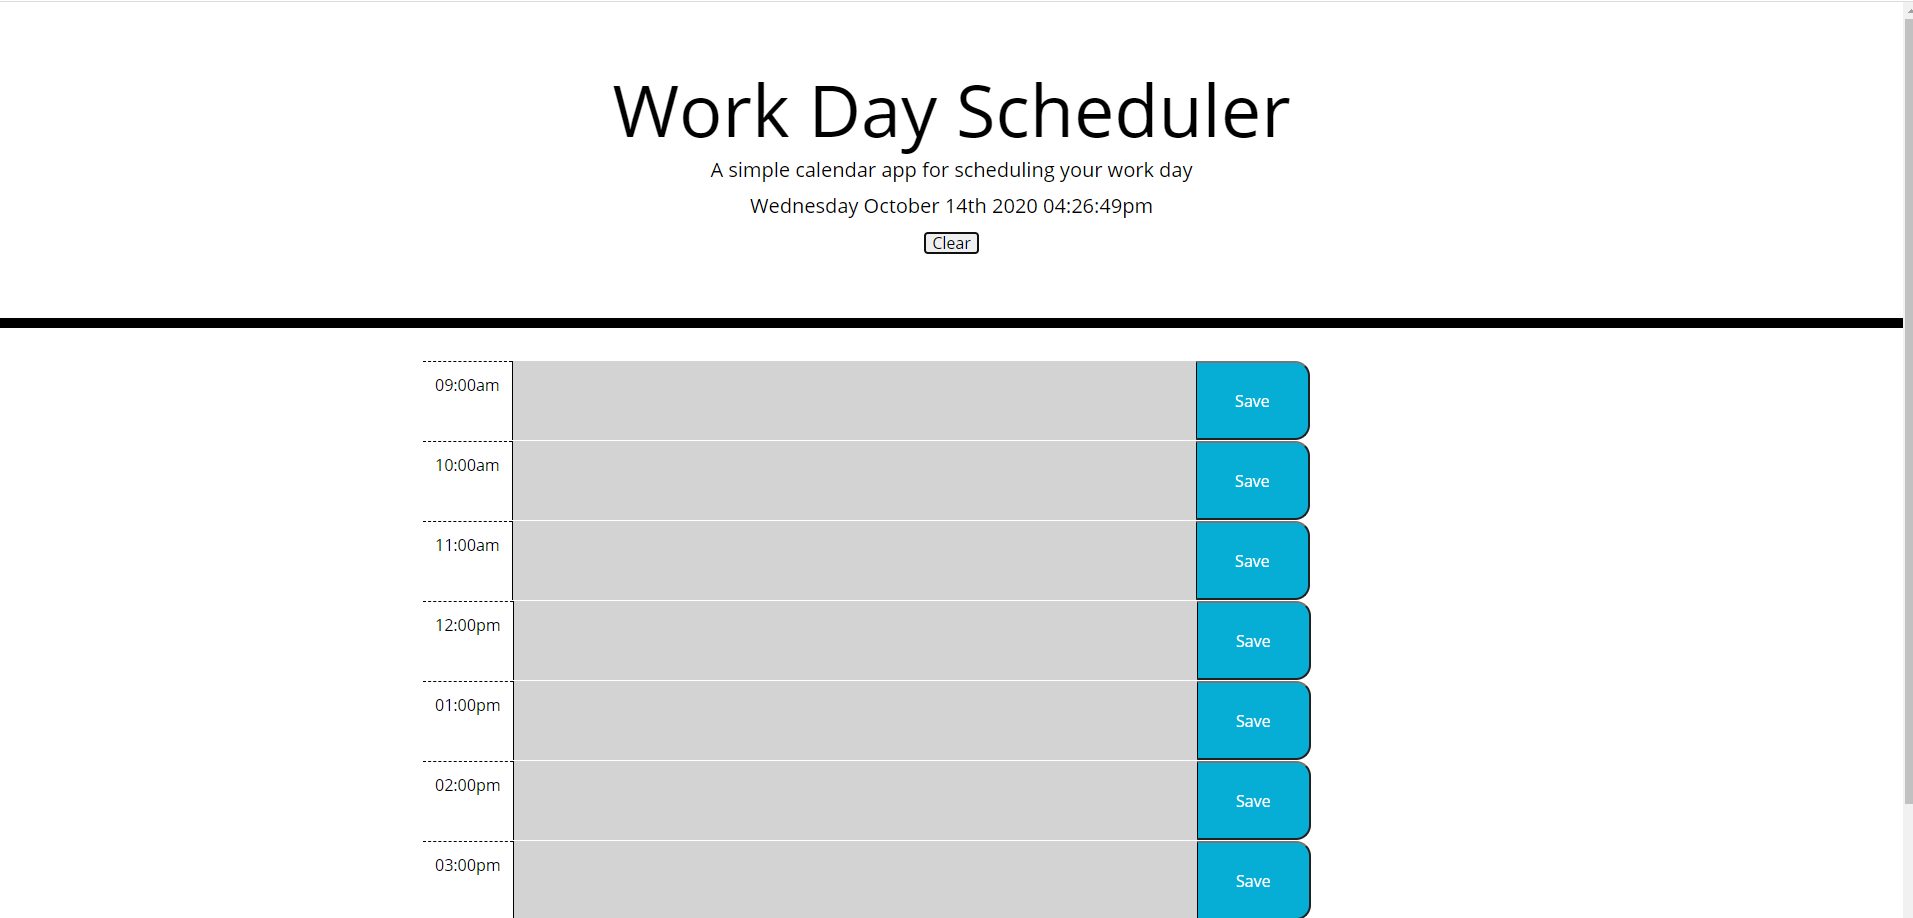 Work Day Scheduler
A simple calendar app for scheduling your work day
Wednesday October 14th 2020 04:26:49pm
Clear
09:00am Save
10:00am Save
11:00am Save
12:00pm Save
01:00pm Save
02:00pm Save
03:00pm Save